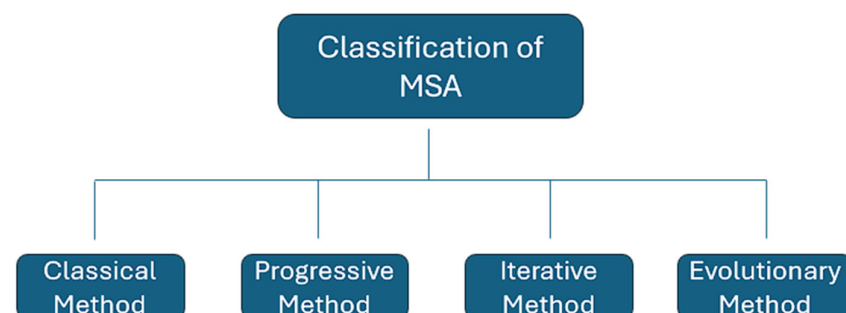 Classification of
MSA
Classical
Method
Progressive
Method
Iterative
Method
Evolutionary
Method